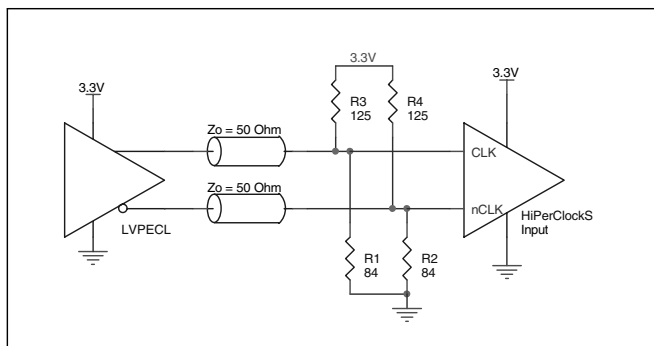 3.3V
3.3V
3.3V
R3
125
R4
125
Zo = 50 Ohm
CLK
Zo = 50 Ohm
nCLK
HiPerClockS
Input
LVPECL
R1
84
R2
84